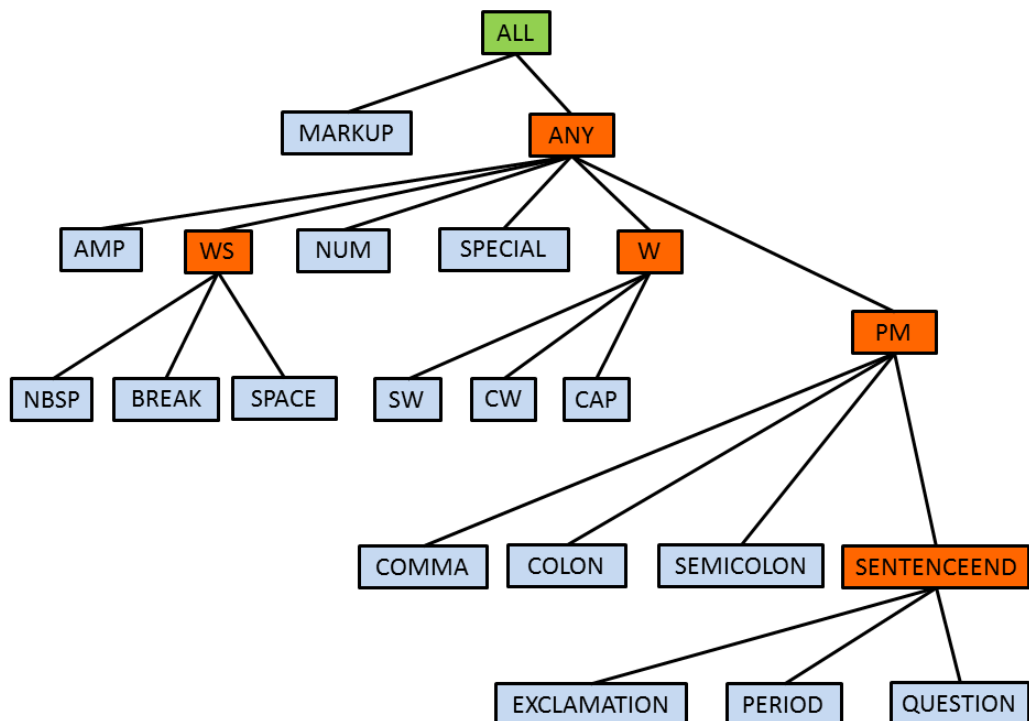 ALL
MARKUP
ANY
AMP
WS
NUM
SPECIAL
W
PM
NBSP
BREAK
SPACE
SW
CW
CAP
COMMA
COLON
SEMICOLON
SENTENCEEND
EXCLAMATION
PERIOD
QUESTION